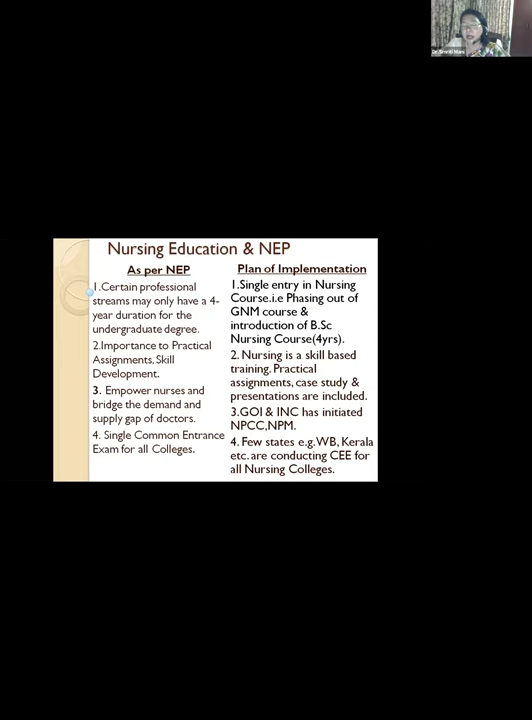 Nursing Education & NEP
As per NEP
1.Certain professional
streams may only have a 4-
year duration for the
undergraduate degree.
2.Importance to Practical
Assignments, Skill
Development.
3. Empower nurses and
bridge the demand and
supply gap of doctors.
4. Single Common Entrance
Exam for all Colleges.
Plan of Implementation
1.Single entry in Nursing
Course.i.e Phasing out of
GNM course &
introduction of B.Sc
Nursing Course(4yrs).
2. Nursing is a skill based
training. Practical
assignments, case study &
presentations are included.
3.GOI & INC has initiated
NPCC,NPM.
4. Few states e.g.WB, Kerala
etc. are conducting CEE for
all Nursing Colleges.